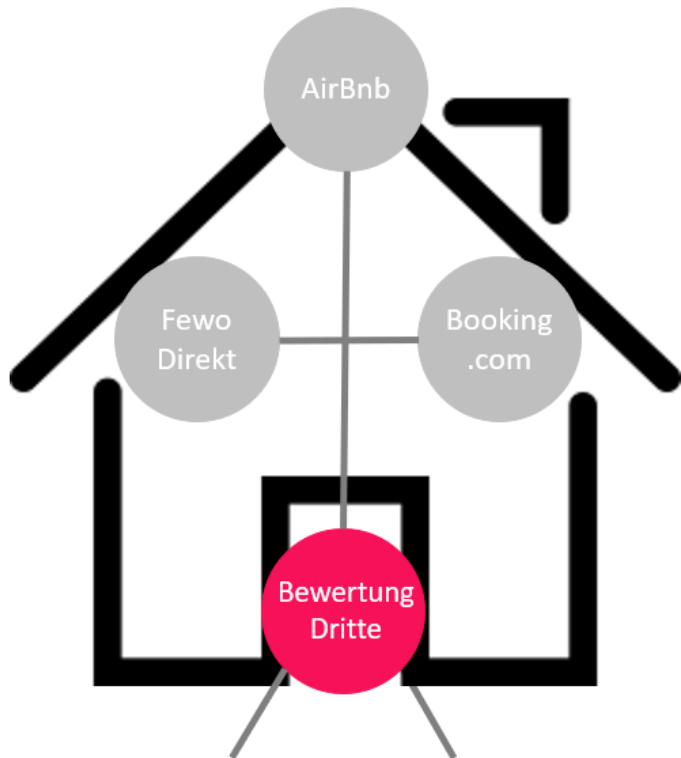 AirBnb
Fewo
Direkt
Booking
.com
Bewertung
Dritte